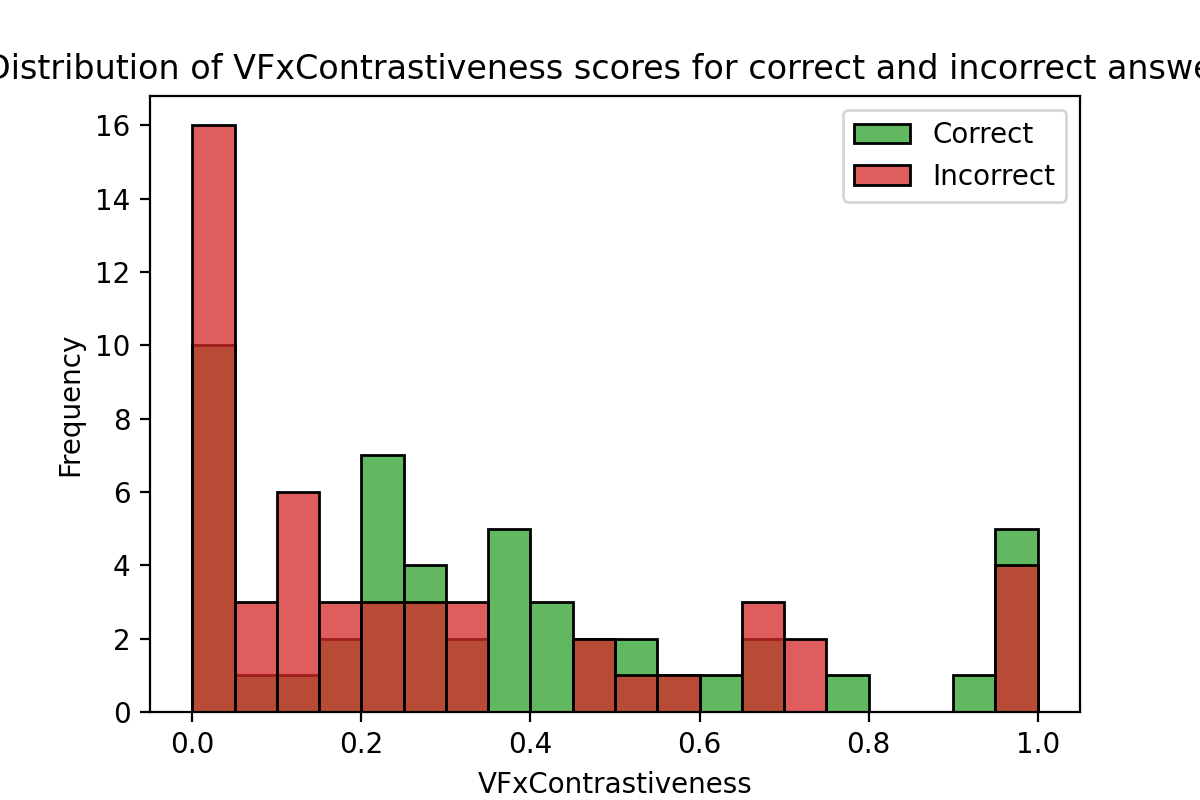 Distribution of VFxContrastiveness scores for correct and incorrect answe
Correct
Incorrect
Frequency
16
14
12
10
8
6
4
2
0
0.0 0.2 0.4 0.6 0.8 1.0
VFxContrastiveness